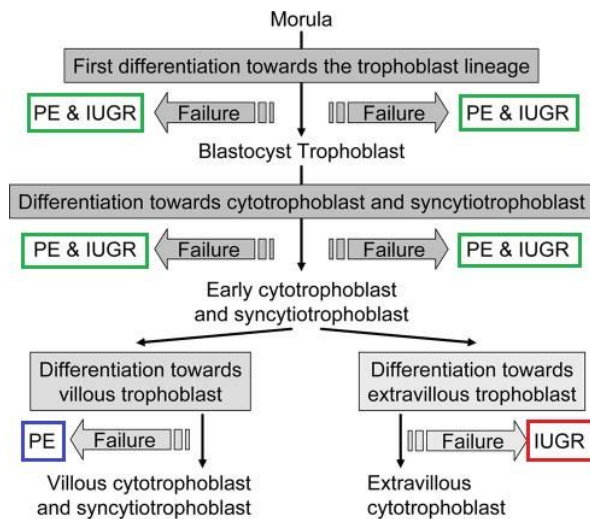 Morula
First differentiation towards the trophoblast lineage
PE & IUGR
Failure
Failure
PE & IUGR
Blastocyst Trophoblast
Differentiation towards cytotrophoblast and syncytiotrophoblast
PE & IUGR
Failure
Failure
PE & IUGR
Early cytotrophoblast
and syncytiotrophoblast
Differentiation towards
villous trophoblast
Differentiation towards
extravillous trophoblast
PE
Failure
Failure
IUGR
Villous cytotrophoblast
and syncytiotrophoblast
Extravillous
cytotrophoblast